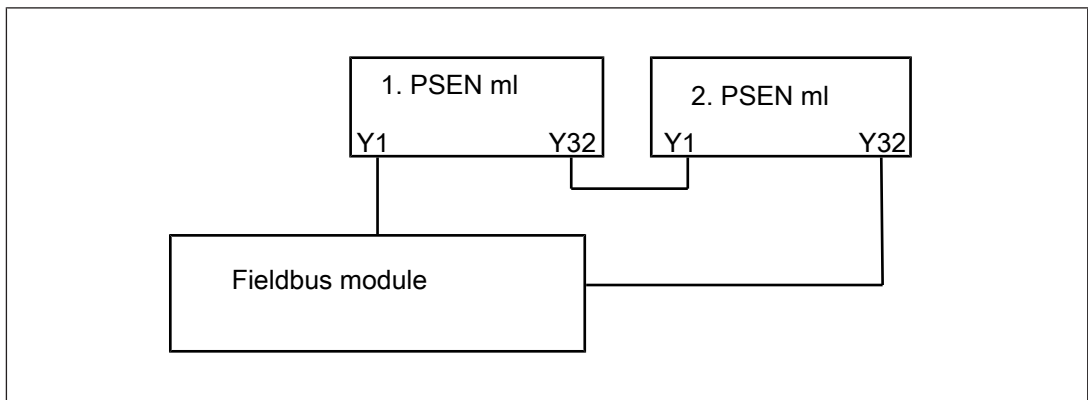 1. PSEN ml
2. PSEN ml
Y1 Y32 Y1 Y32
Fieldbus module